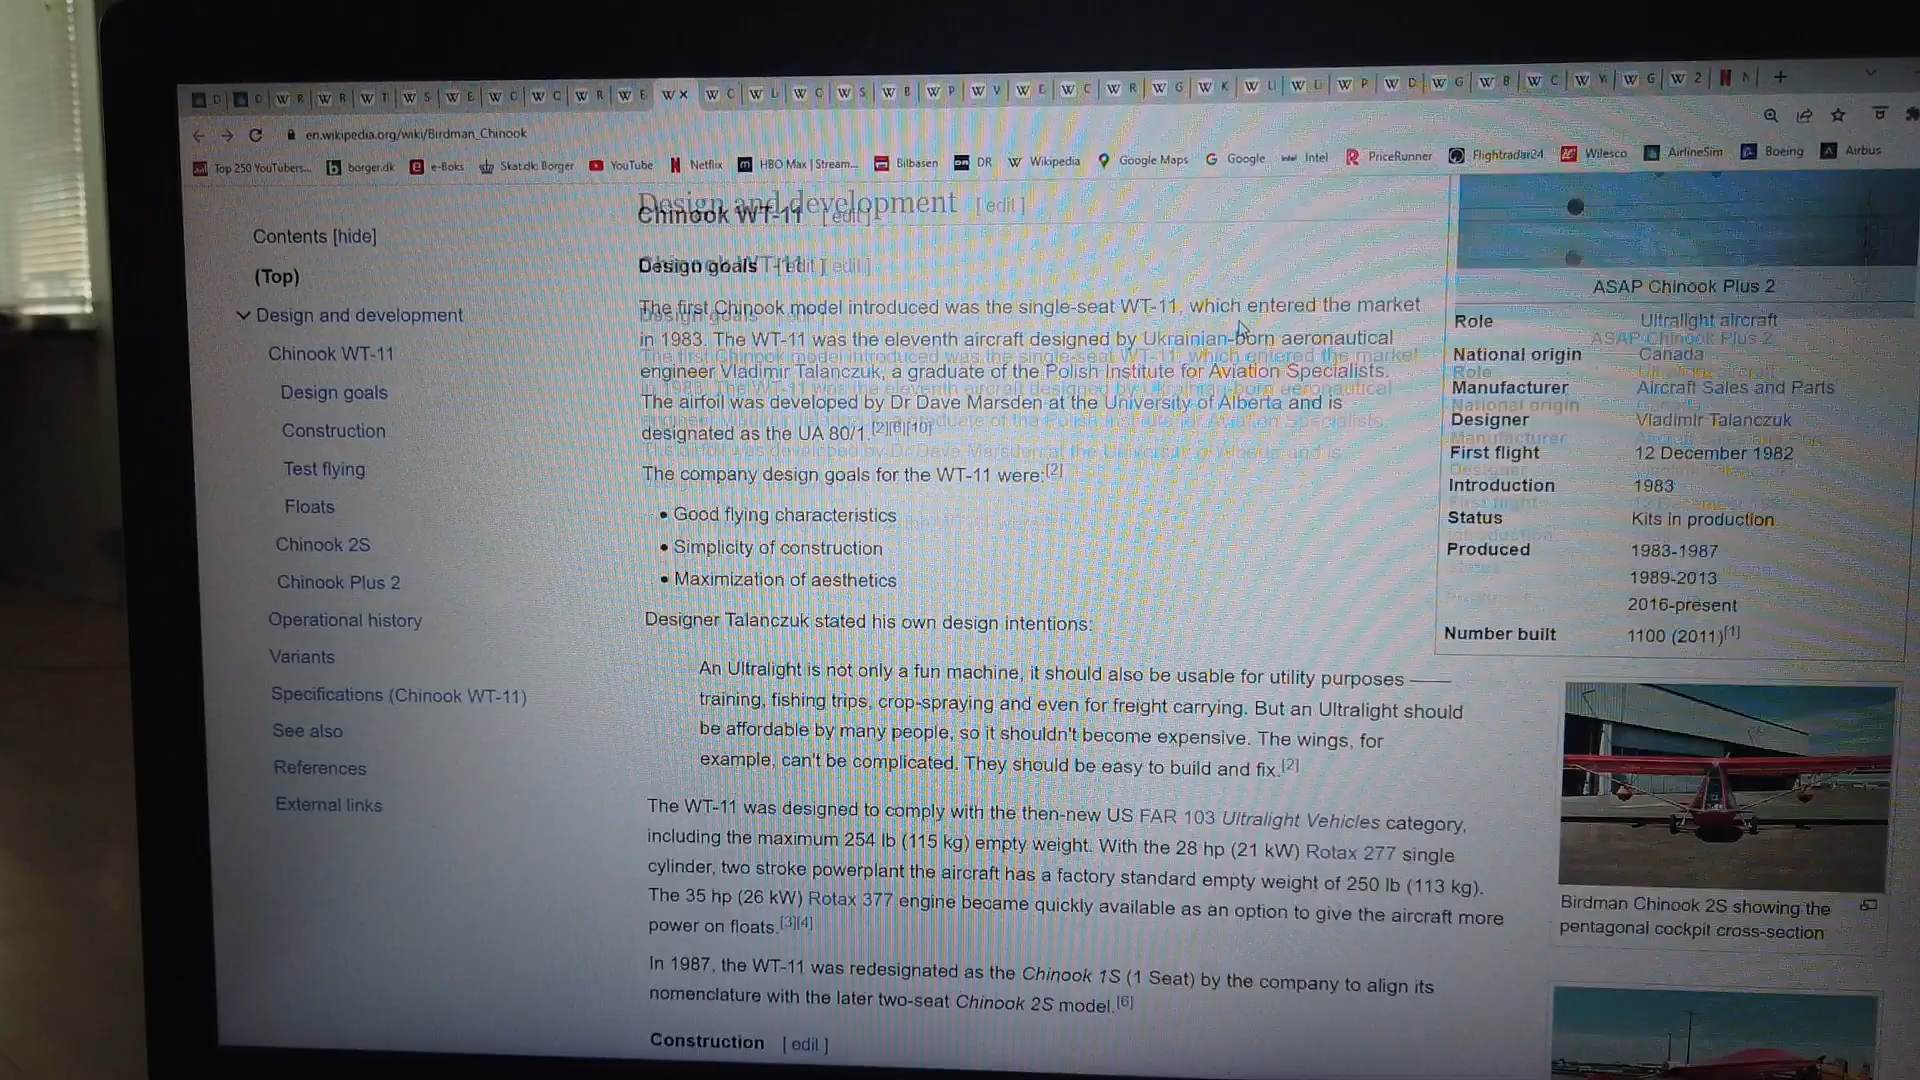 en.wikipedia.org/wiki/Birdman_Chinook
Top 250 YouTubers... borger.dk e-Boks Skat.dk: Borger YouTube Netflix HBO Max | Stream... Bilbasen DR Wikipedia Google Maps Google Intel PriceRunner Flightradar24 Wilesco AirlineSim Boeing Airbus
Contents [hide]
(Top)
Design and development
Chinook WT-11
Design goals
Construction
Test flying
Floats
Chinook 2S
Chinook Plus 2
Operational history
Variants
Specifications (Chinook WT-11)
See also
References
External links
Design and development [ edit ]
Chinook WT-11 [ edit ]
Design goals [ edit ]
The first Chinook model introduced was the single-seat WT-11, which entered the market
in 1983. The WT-11 was the eleventh aircraft designed by Ukrainian-born aeronautical
engineer Vladimir Talanczuk, a graduate of the Polish Institute for Aviation Specialists.
The airfoil was developed by Dr Dave Marsden at the University of Alberta and is
designated as the UA 80/1.[2][6][10]
The company design goals for the WT-11 were:[2]
• Good flying characteristics
• Simplicity of construction
• Maximization of aesthetics
Designer Talanczuk stated his own design intentions:
An Ultralight is not only a fun machine, it should also be usable for utility purposes ——
training, fishing trips, crop-spraying and even for freight carrying. But an Ultralight should
be affordable by many people, so it shouldn't become expensive. The wings, for
example, can't be complicated. They should be easy to build and fix.[2]
The WT-11 was designed to comply with the then-new US FAR 103 Ultralight Vehicles category,
including the maximum 254 lb (115 kg) empty weight. With the 28 hp (21 kW) Rotax 277 single
cylinder, two stroke powerplant the aircraft has a factory standard empty weight of 250 lb (113 kg).
The 35 hp (26 kW) Rotax 377 engine became quickly available as an option to give the aircraft more
power on floats.[3][4]
In 1987, the WT-11 was redesignated as the Chinook 1S (1 Seat) by the company to align its
nomenclature with the later two-seat Chinook 2S model.[6]
Construction [ edit ]
ASAP Chinook Plus 2
Role Ultralight aircraft
National origin Canada
Manufacturer Aircraft Sales and Parts
Designer Vladimir Talanczuk
First flight 12 December 1982
Introduction 1983
Status Kits in production
Produced 1983-1987
1989-2013
2016-present
Number built 1100 (2011)[1]
Birdman Chinook 2S showing the
pentagonal cockpit cross-section